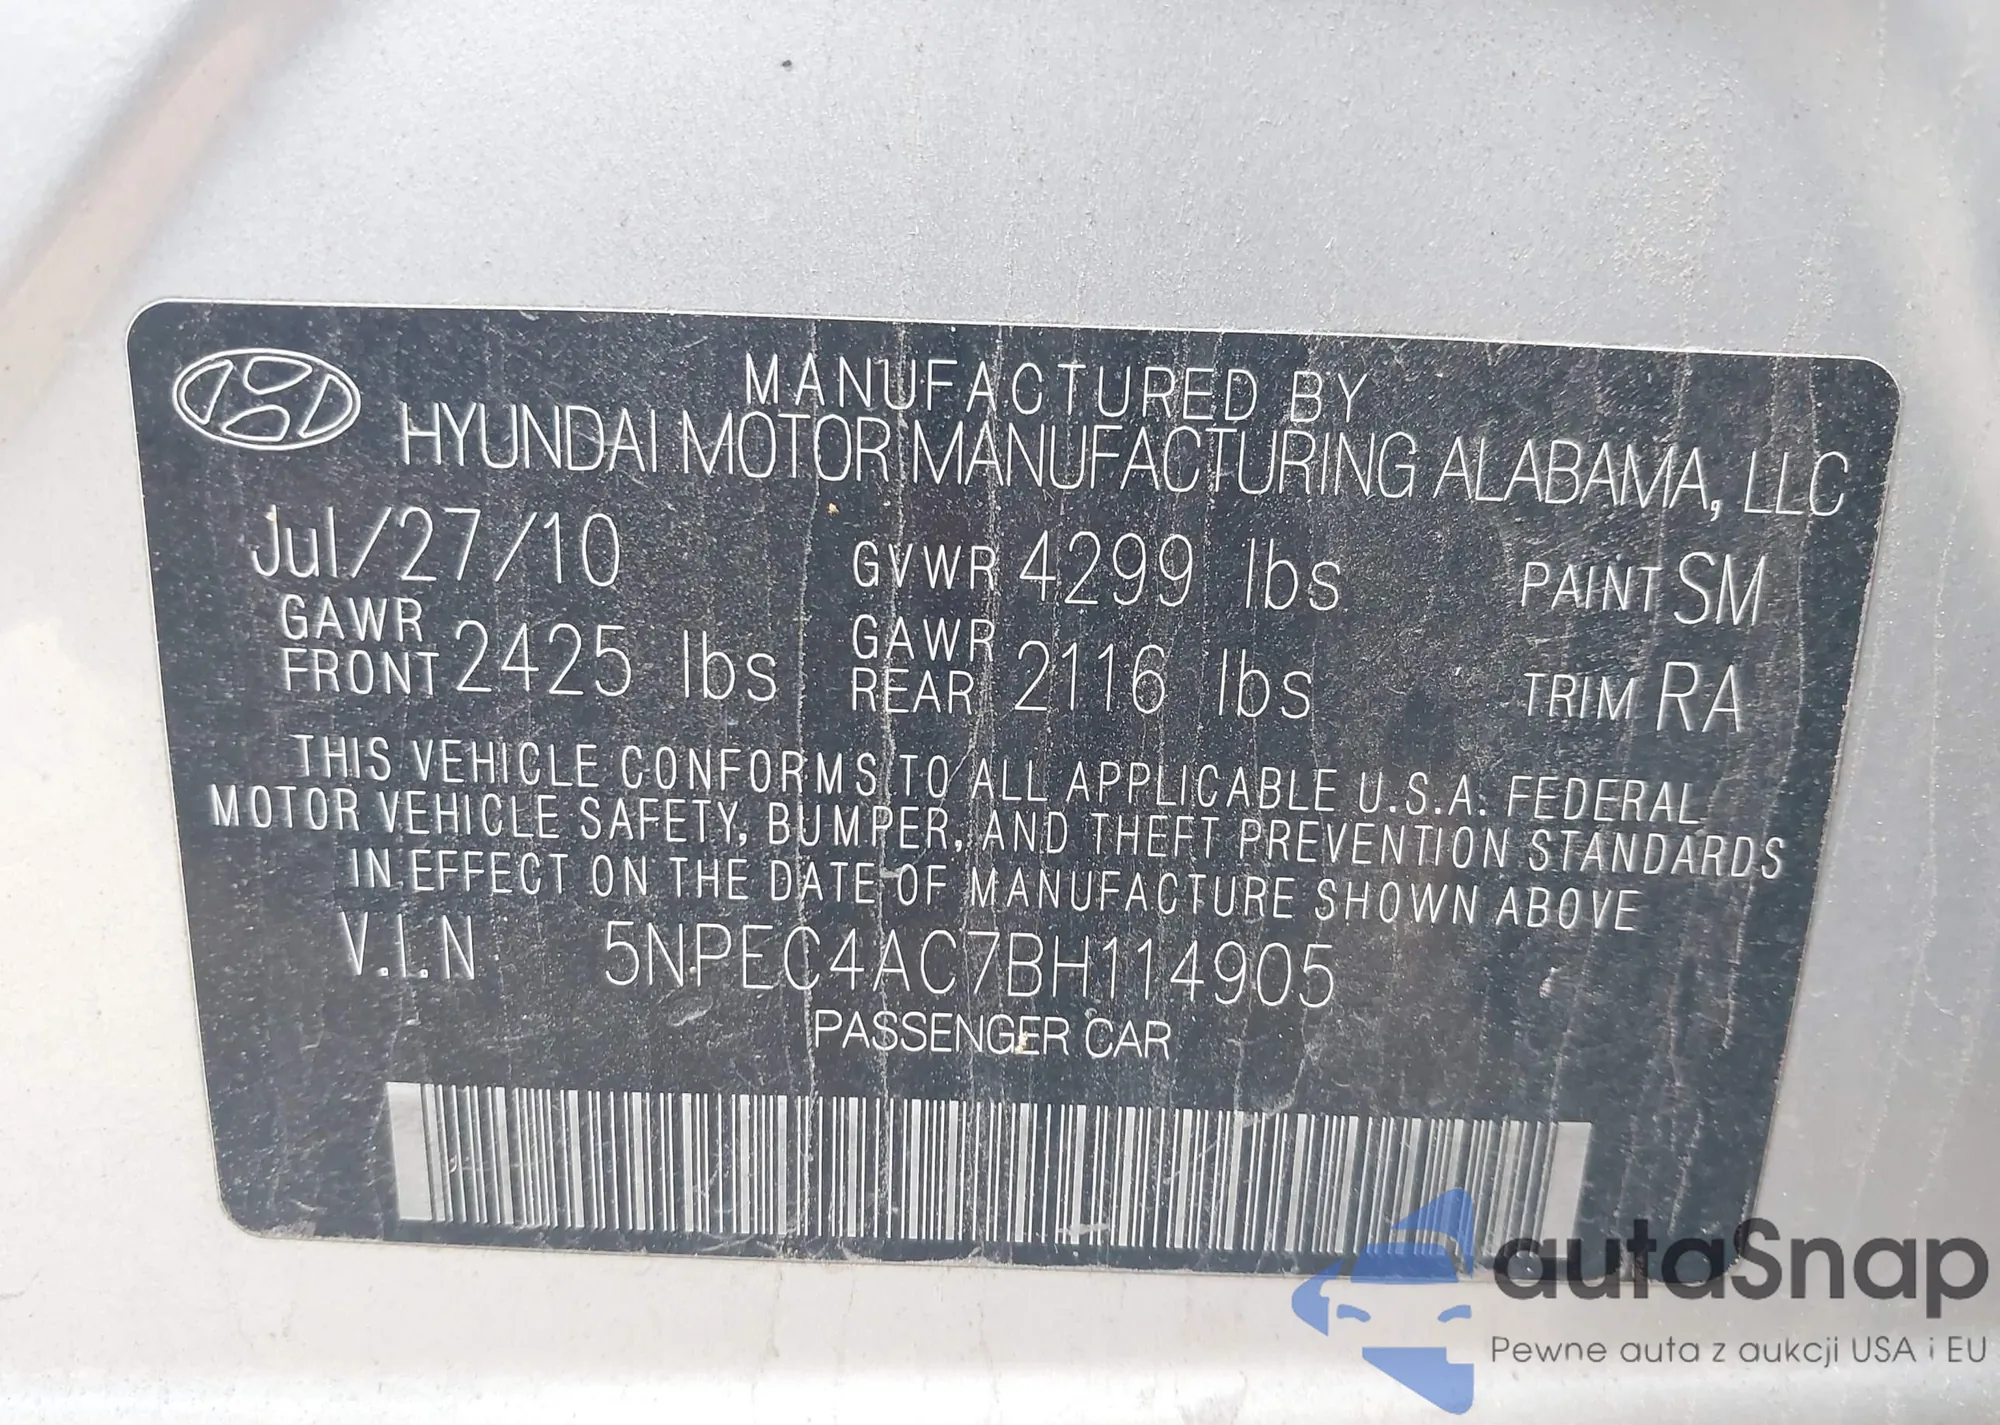 MANUFACTURED BY
HYUNDAI MOTOR MANUFACTURING ALABAMA, LLC
Jul/27/10 GVWR 4299 lbs PAINT SM
GAWR FRONT 2425 lbs GAWR REAR 2116 lbs TRIM RA
THIS VEHICLE CONFORMS TO ALL APPLICABLE U.S.A. FEDERAL
MOTOR VEHICLE SAFETY, BUMPER, AND THEFT PREVENTION STANDARDS
IN EFFECT ON THE DATE OF MANUFACTURE SHOWN ABOVE
V.I.N 5NPEC4AC7BH114905
PASSENGER CAR
autaSnap
Pewne auta z aukcji USA i EU